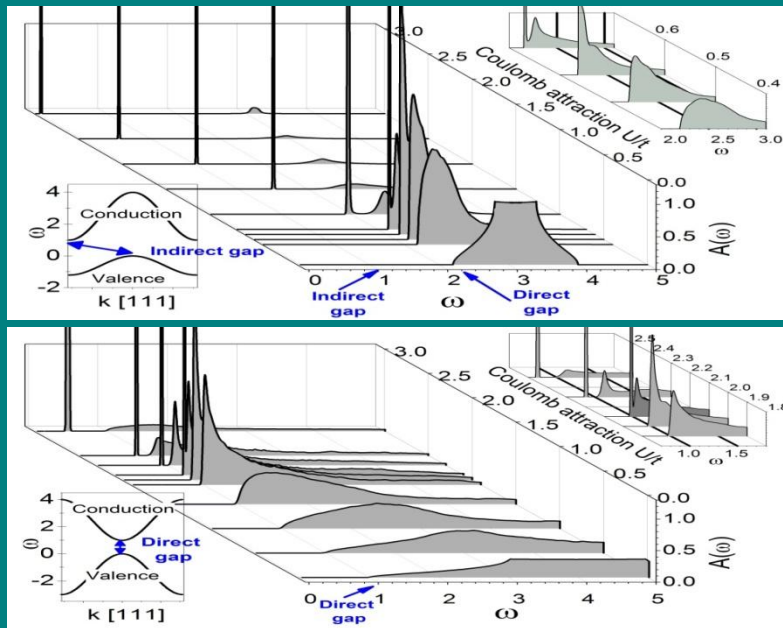 3.0
2.5
2.0
1.5
1.0
0.5
0.0
Coulomb attraction U/t
0.6
0.5
0.4
2.0 2.5 3.0
ω
1.0
0.5
0.0
A(ω)
4
2
0
-2
ω
Conduction
Indirect gap
Valence
k [111]
0 1 2 3 4 5
Indirect gap
ω
Direct gap
3.0
2.5
2.0
1.5
1.0
0.5
0.0
Coulomb attraction U/t
2.5
2.4
2.3
2.2
2.1
2.0
1.9
1.8
1.0 1.5
ω
1.0
0.5
0.0
A(ω)
4
2
0
-2
ω
Conduction
Direct gap
Valence
k [111]
0 1 2 3 4 5
Direct gap
ω